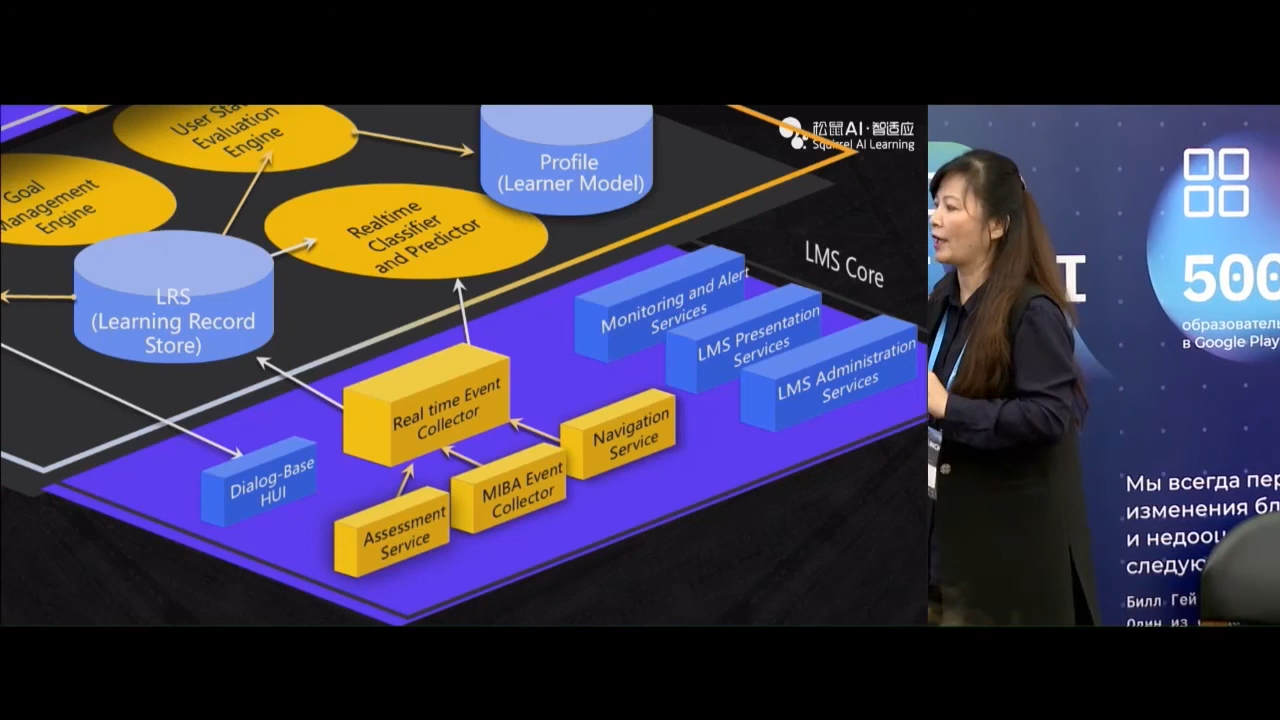 User
Evaluation
Engine
Goal
Management
Engine
Profile
(Learner Model)
松鼠AI·智适应
Squirrel AI Learning
Realtime
Classifier
and Predictor
LRS
(Learning Record
Store)
LMS Core
Monitoring and Alert
Services
LMS Presentation
Services
LMS Administration
Services
Real time Event
Collector
Navigation
Service
MIBA Event
Collector
Assessment
Service
Dialog-Base
HUI
500
образователь
в Google Play
Мы всегда пер
изменения бл
и недооц
следую
Билл Гей
Один из